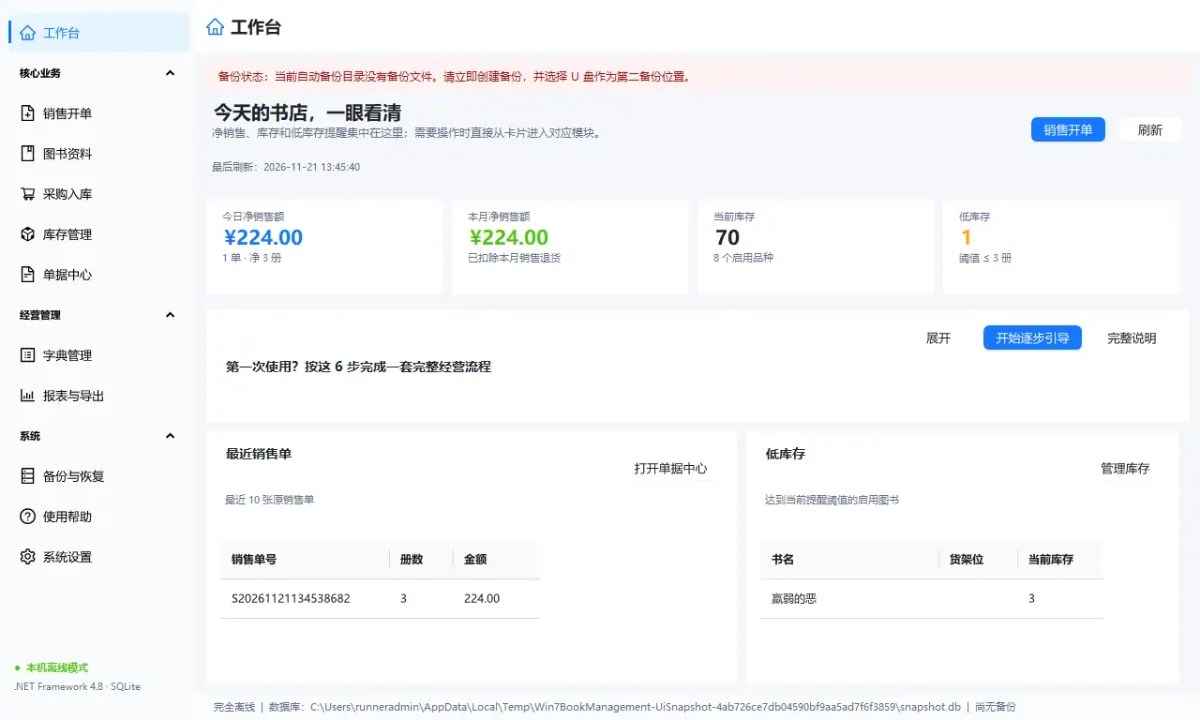 工作台
核心业务
销售开单
图书资料
采购入库
库存管理
单据中心
经营管理
字典管理
报表与导出
系统
备份与恢复
使用帮助
系统设置
本机离线模式
.NET Framework 4.8 · SQLite
工作台
备份状态：当前自动备份目录没有备份文件。请立即创建备份，并选择 U 盘作为第二备份位置。
今天的书店，一眼看清
净销售、库存和低库存提醒集中在这里；需要操作时直接从卡片进入对应模块。
最后刷新：2026-11-21 13:45:40
销售开单
刷新
今日净销售额
¥224.00
1 单 · 净 3 册
本月净销售额
¥224.00
已扣除本月销售退货
当前库存
70
8 个启用品种
低库存
1
阈值 ≤ 3 册
展开
开始逐步引导
完整说明
第一次使用？按这 6 步完成一套完整经营流程
最近销售单
打开单据中心
最近 10 张原销售单
销售单号 册数 金额
S20261121134538682 3 224.00
低库存
管理库存
达到当前提醒阈值的启用图书
书名 货架位 当前库存
羸弱的恶 3
完全离线 | 数据库：C:\Users\runneradmin\AppData\Local\Temp\Win7BookManagement-UiSnapshot-4ab726ce7db04590bf9aa5ad7f6f3859\snapshot.db | 尚无备份